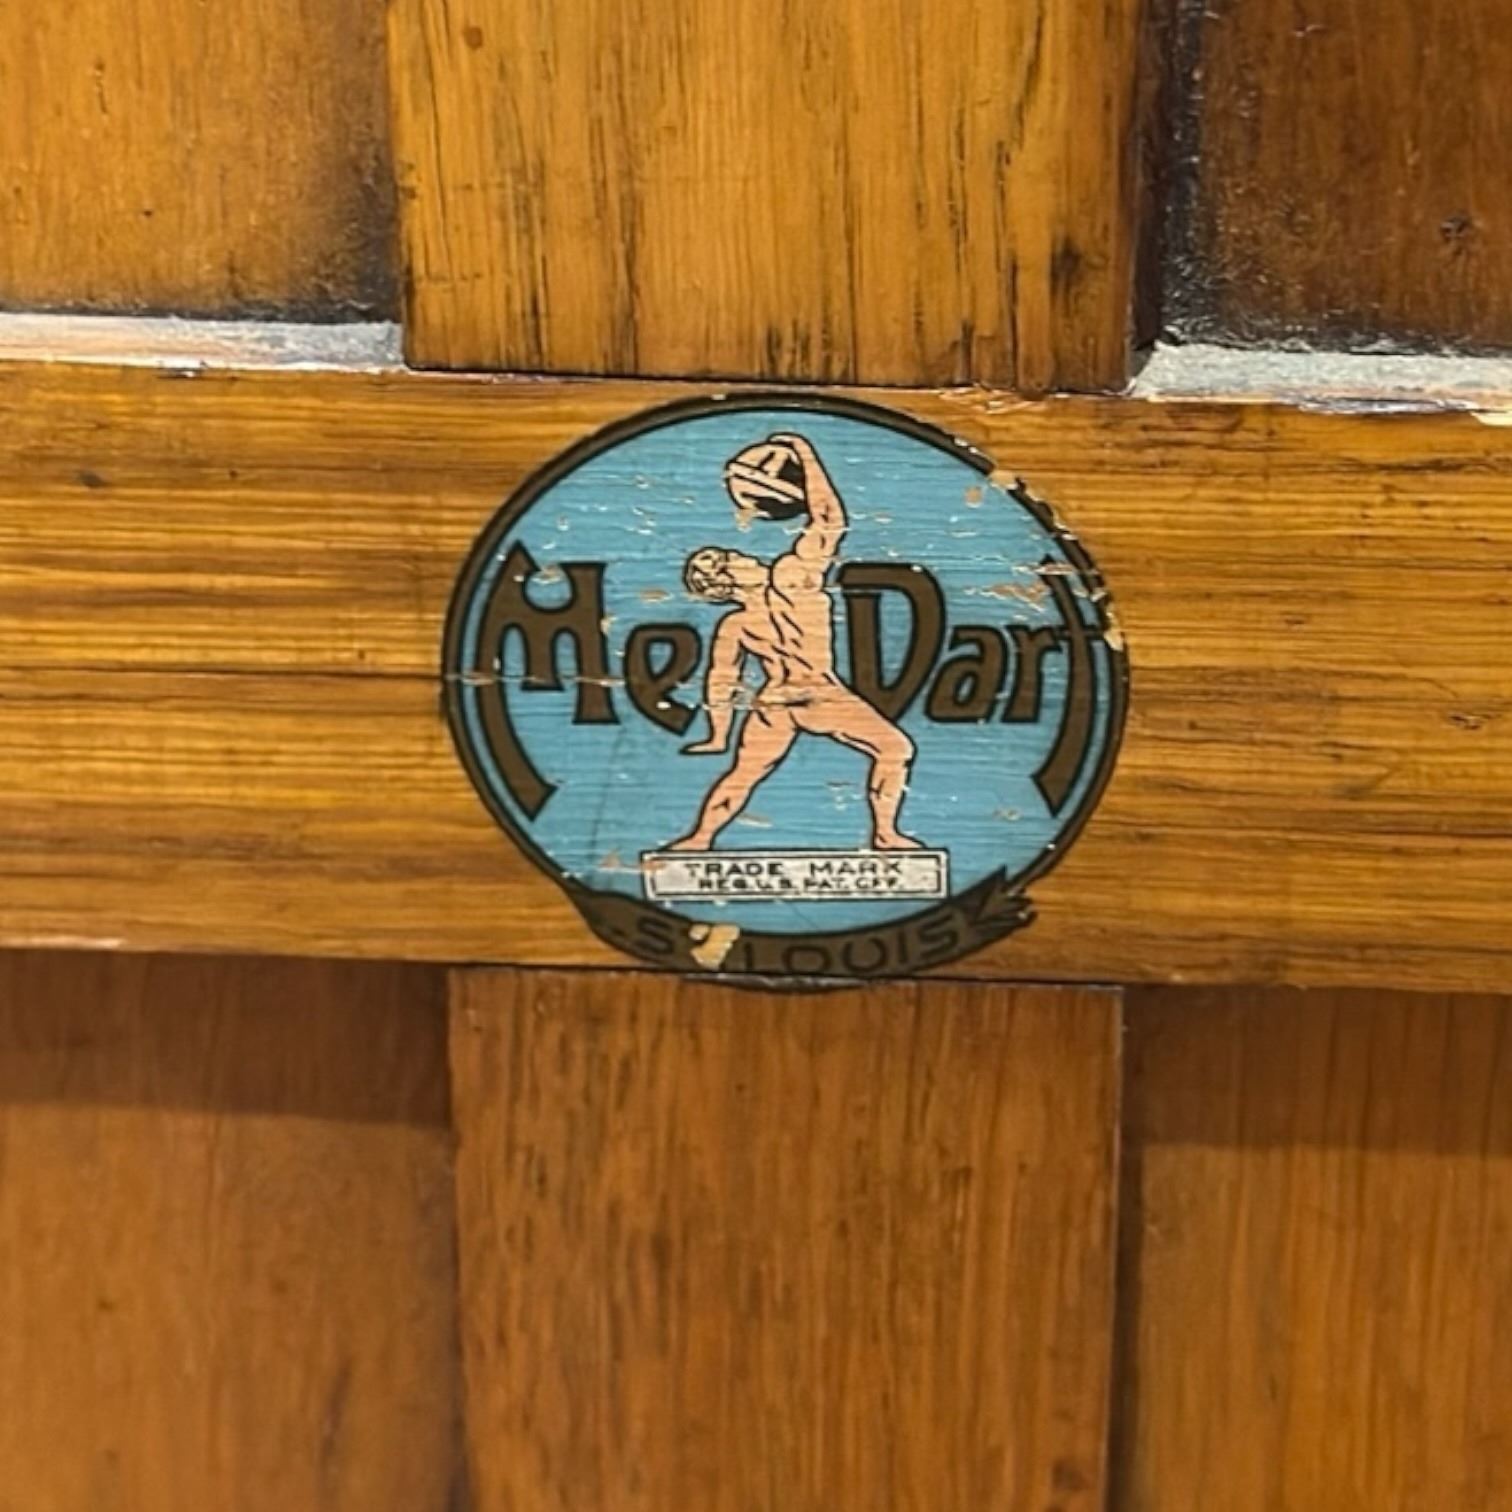 MeDart
TRADE MARK
REG. U.S. PAT. OFF.
ST LOUIS